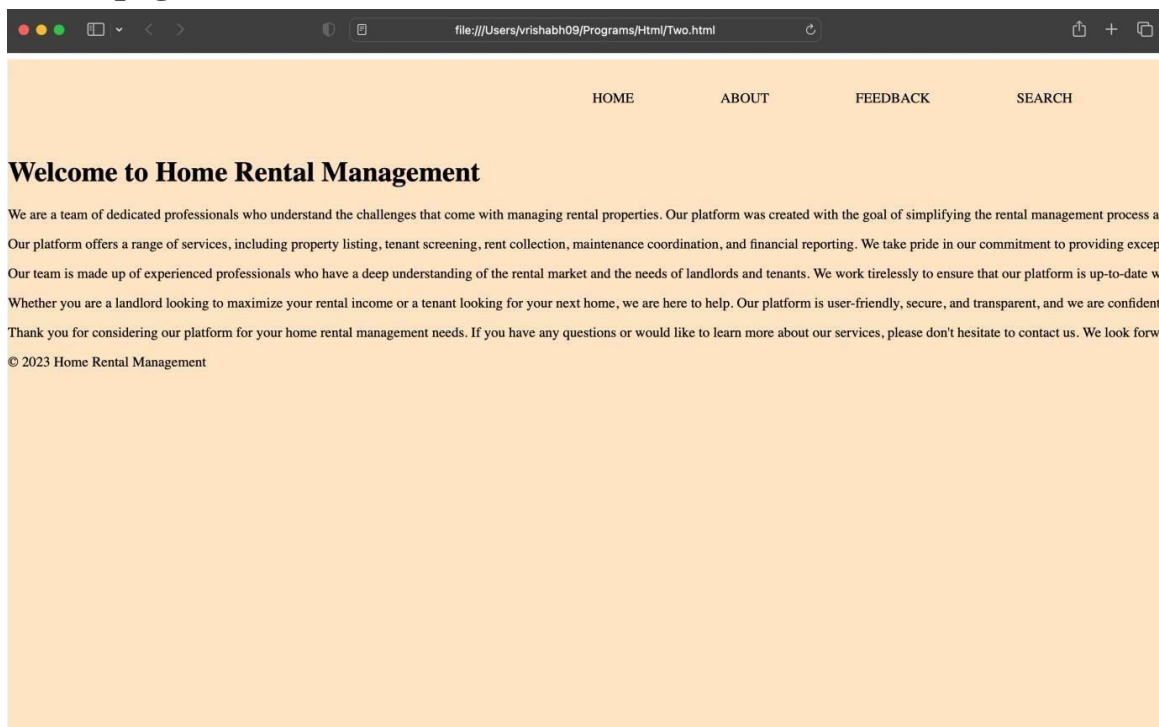 file:///Users/vrishabh09/Programs/Html/Two.html
HOME ABOUT FEEDBACK SEARCH
Welcome to Home Rental Management
We are a team of dedicated professionals who understand the challenges that come with managing rental properties. Our platform was created with the goal of simplifying the rental management process a
Our platform offers a range of services, including property listing, tenant screening, rent collection, maintenance coordination, and financial reporting. We take pride in our commitment to providing excep
Our team is made up of experienced professionals who have a deep understanding of the rental market and the needs of landlords and tenants. We work tirelessly to ensure that our platform is up-to-date w
Whether you are a landlord looking to maximize your rental income or a tenant looking for your next home, we are here to help. Our platform is user-friendly, secure, and transparent, and we are confident
Thank you for considering our platform for your home rental management needs. If you have any questions or would like to learn more about our services, please don't hesitate to contact us. We look forw
© 2023 Home Rental Management